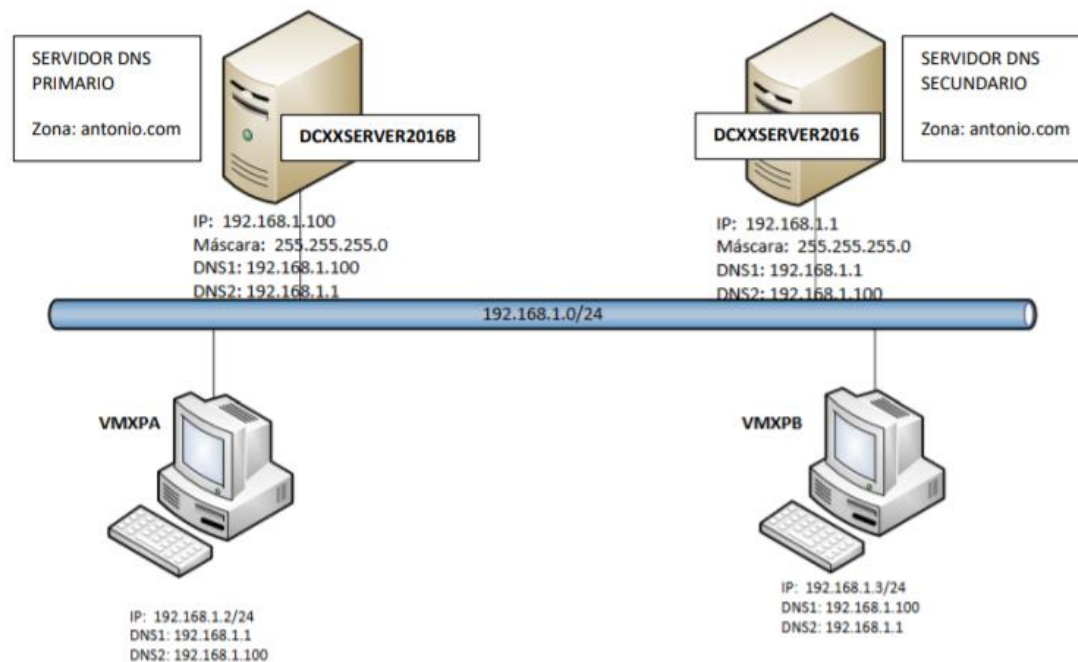 SERVIDOR DNS
PRIMARIO
Zona: antonio.com
DCXXSERVER2016B
IP: 192.168.1.100
Máscara: 255.255.255.0
DNS1: 192.168.1.100
DNS2: 192.168.1.1
SERVIDOR DNS
SECUNDARIO
Zona: antonio.com
DCXXSERVER2016
IP: 192.168.1.1
Máscara: 255.255.255.0
DNS1: 192.168.1.1
DNS2: 192.168.1.100
192.168.1.0/24
VMXPA
IP: 192.168.1.2/24
DNS1: 192.168.1.1
DNS2: 192.168.1.100
VMXPB
IP: 192.168.1.3/24
DNS1: 192.168.1.100
DNS2: 192.168.1.1